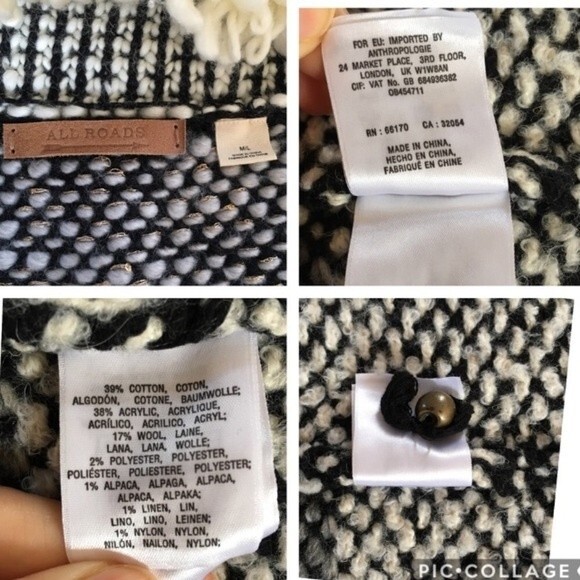 ALL ROADS
M/L
FOR EU: IMPORTED BY
ANTHROPOLOGIE
24 MARKET PLACE, 3RD FLOOR,
LONDON, UK W1W8AN
CIF: VAT No. GB 684936382
OB454711
RN : 66170 CA : 32054
MADE IN CHINA,
HECHO EN CHINA,
FABRIQUÉ EN CHINE
39% COTTON, COTON,
ALGODÓN, COTONE, BAUMWOLLE;
38% ACRYLIC, ACRYLIQUE,
ACRÍLICO, ACRILICO, ACRYL;
17% WOOL, LAINE,
LANA, LANA, WOLLE;
2% POLYESTER, POLYESTER,
POLIÉSTER, POLIESTERE, POLYESTER;
1% ALPACA, ALPAGA, ALPACA,
ALPACA, ALPAKA;
1% LINEN, LIN,
LINO, LINO, LEINEN;
1% NYLON, NYLON,
NILÓN, NAILON, NYLON;
PIC•COLLAGE